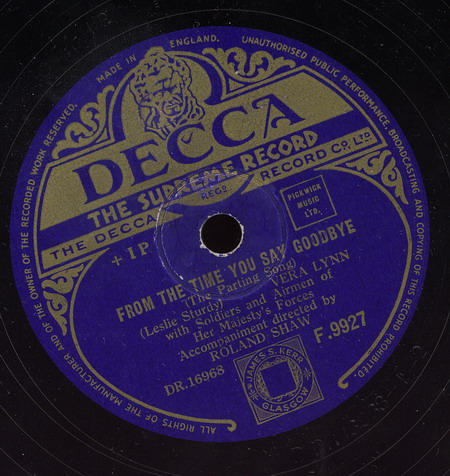 MADE IN ENGLAND. UNAUTHORISED PUBLIC PERFORMANCE, BROADCASTING AND COPYING OF THIS RECORD PROHIBITED.
ALL RIGHTS OF THE MANUFACTURER AND OF THE OWNER OF THE RECORDED WORK RESERVED.
DECCA
THE SUPREME RECORD
REGD
THE DECCA RECORD CO. LTD.
+1P
PICKWICK
MUSIC
LTD.
FROM THE TIME YOU SAY GOODBYE
(The Parting Song)
(Leslie Sturdy) VERA LYNN
with Soldiers and Airmen of
Her Majesty's Forces
Accompaniment directed by
ROLAND SHAW
DR.16968
F.9927
JAMES S. KERR
GLASGOW